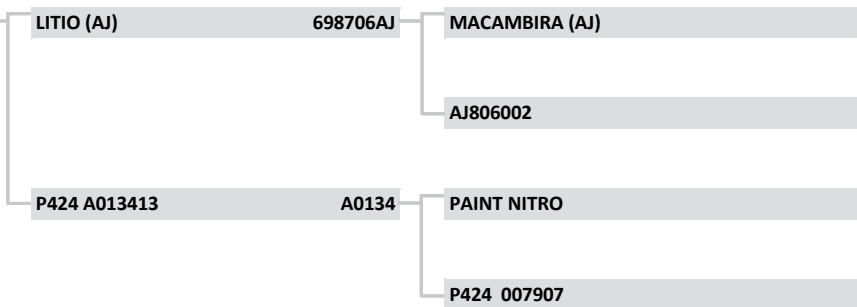 LITIO (AJ) 698706AJ MACAMBIRA (AJ)
AJ806002
P424 A013413 A0134 PAINT NITRO
P424 007907